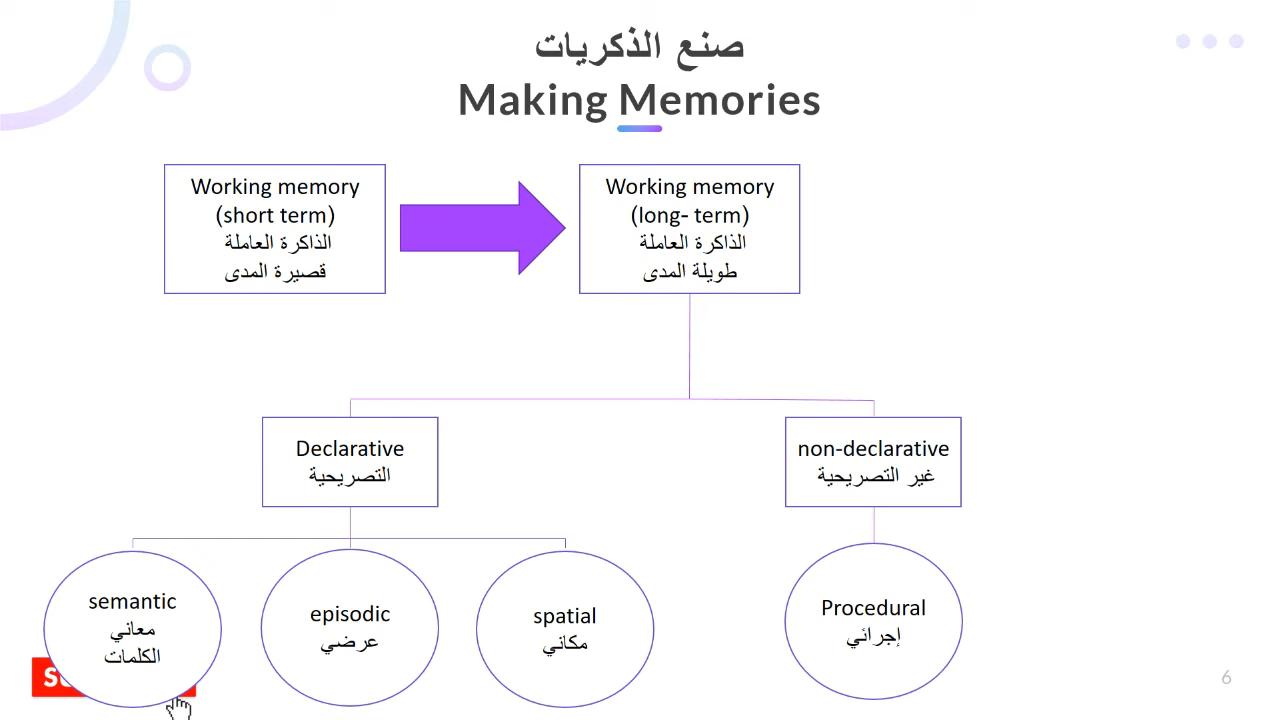 صنع الذكريات
Making Memories
Working memory
(short term)
الذاكرة العاملة
قصيرة المدى
Working memory
(long- term)
الذاكرة العاملة
طويلة المدى
Declarative
التصريحية
non-declarative
غير التصريحية
semantic
معاني
الكلمات
episodic
عرضي
spatial
مكاني
Procedural
إجرائي
6